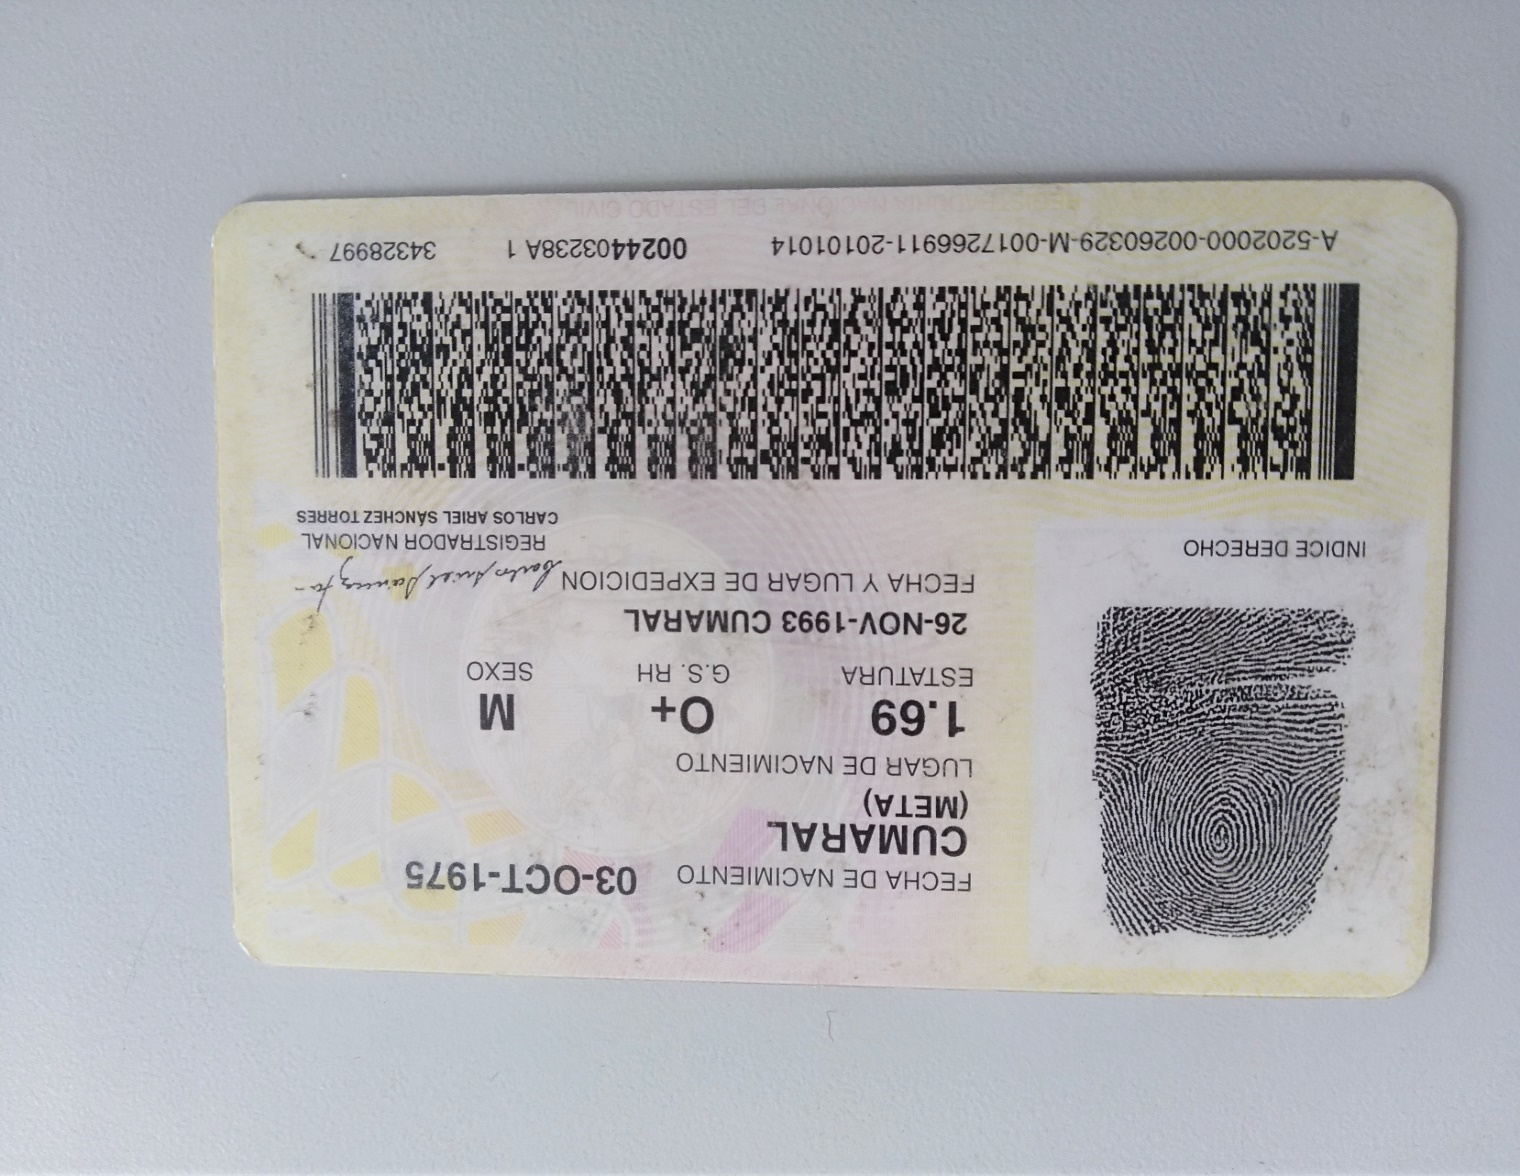 FECHA DE NACIMIENTO 03-OCT-1975
CUMARAL
(META)
LUGAR DE NACIMIENTO
1.69 O+ M
ESTATURA G.S. RH SEXO
26-NOV-1993 CUMARAL
FECHA Y LUGAR DE EXPEDICION
INDICE DERECHO
REGISTRADOR NACIONAL
CARLOS ARIEL SÁNCHEZ TORRES
A-5202000-00260329-M-0017266911-20101014 0024403238A 1 34328997
REGISTRADURIA NACIONAL DEL ESTADO CIVIL